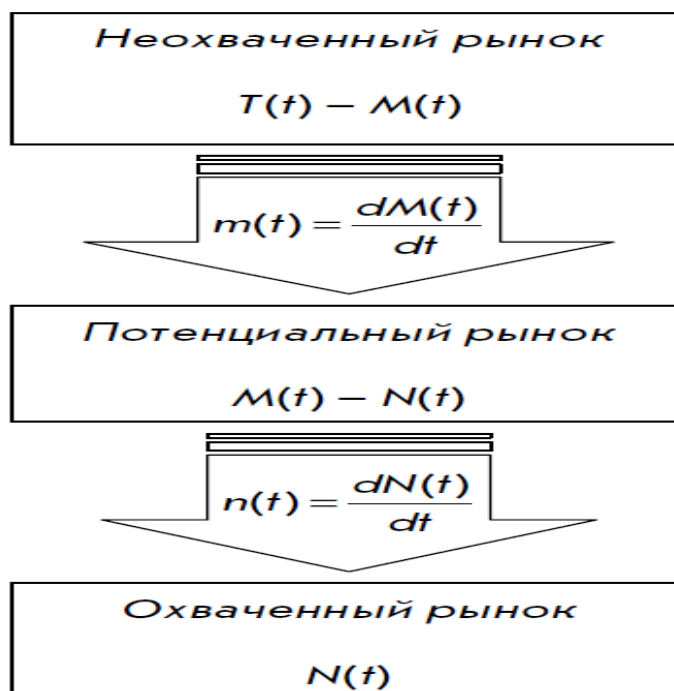 Неохваченный рынок
T(t) − M(t)
m(t) = dM(t)/dt
Потенциальный рынок
M(t) − N(t)
n(t) = dN(t)/dt
Охваченный рынок
N(t)